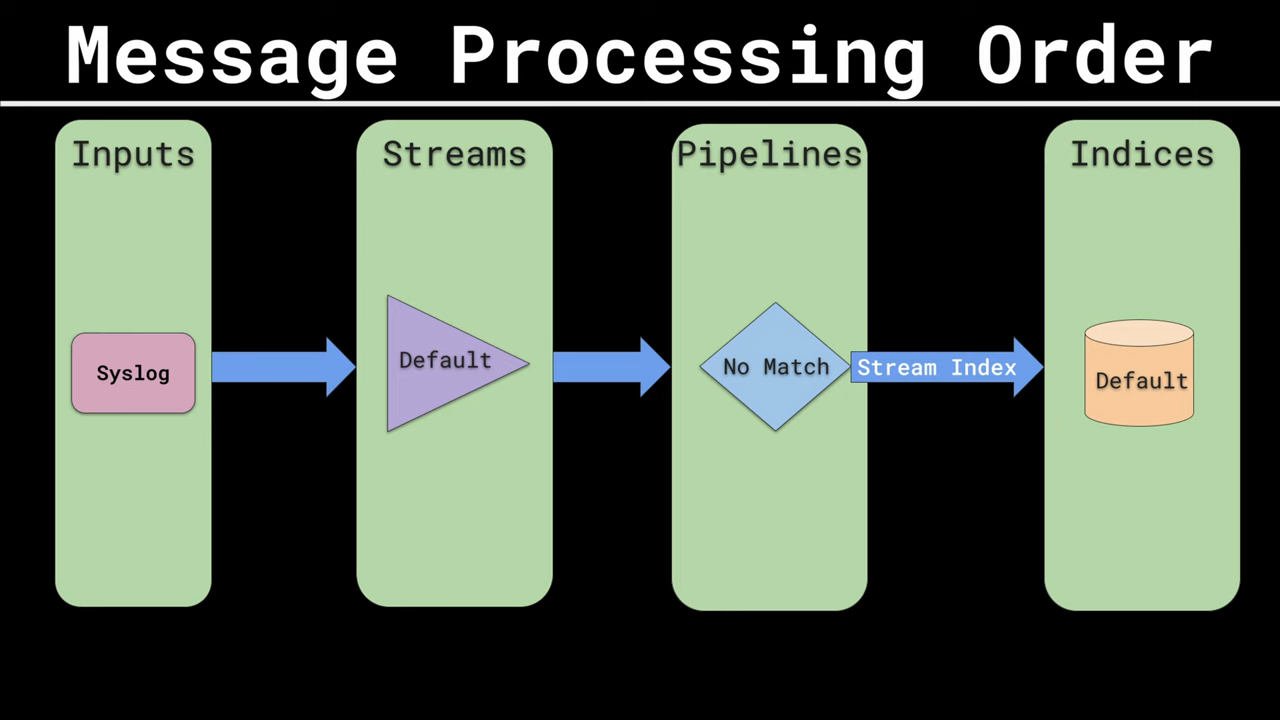 Message Processing Order
Inputs
Streams
Pipelines
Indices
Syslog
Default
No Match
Stream Index
Default